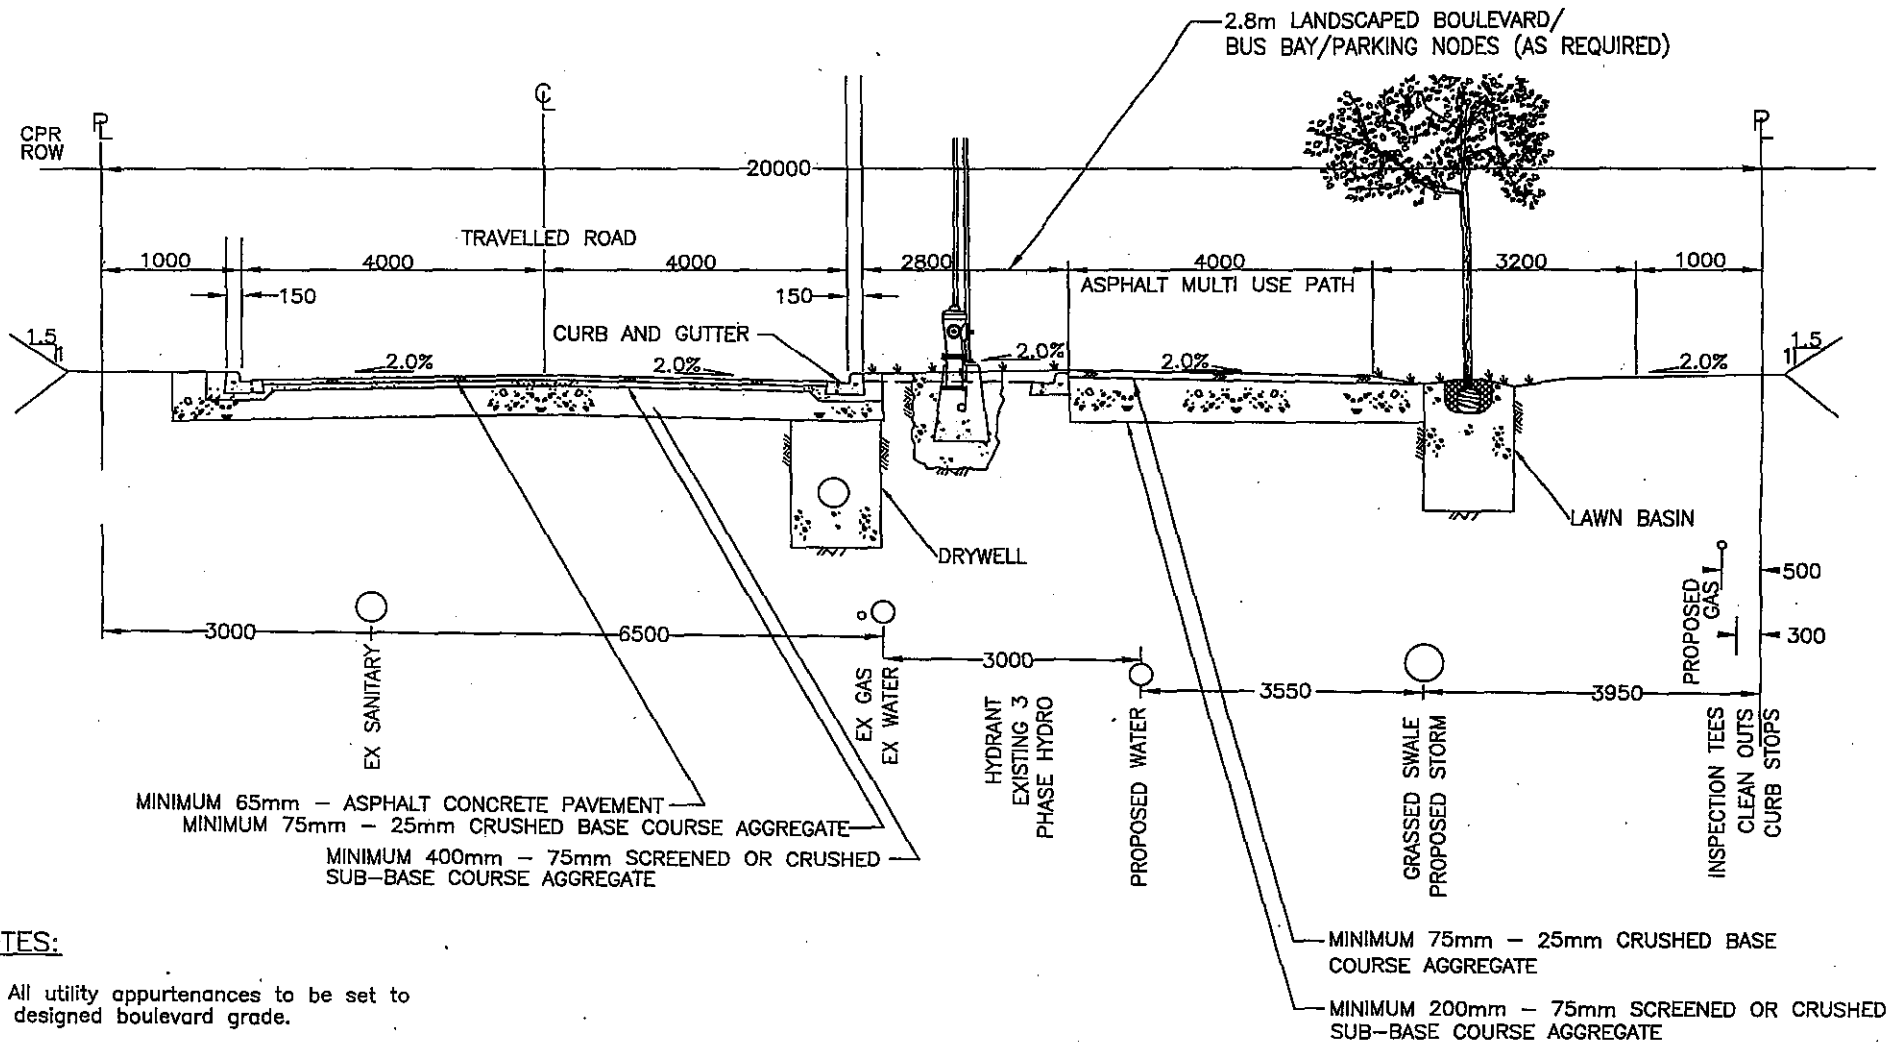 2.8m LANDSCAPED BOULEVARD/
BUS BAY/PARKING NODES (AS REQUIRED)
CPR
ROW
PL
CL
PL
20000
TRAVELLED ROAD
1000
4000
4000
2800
4000
3200
1000
150
150
ASPHALT MULTI USE PATH
CURB AND GUTTER
1.5
1
2.0%
2.0%
2.0%
2.0%
2.0%
1.5
1
LAWN BASIN
DRYWELL
500
300
PROPOSED
GAS
3000
6500
3000
3550
3950
EX SANITARY
EX GAS
EX WATER
HYDRANT
EXISTING 3
PHASE HYDRO
PROPOSED WATER
GRASSED SWALE
PROPOSED STORM
INSPECTION TEES
CLEAN OUTS
CURB STOPS
MINIMUM 65mm - ASPHALT CONCRETE PAVEMENT
MINIMUM 75mm - 25mm CRUSHED BASE COURSE AGGREGATE
MINIMUM 400mm - 75mm SCREENED OR CRUSHED
SUB-BASE COURSE AGGREGATE
MINIMUM 75mm - 25mm CRUSHED BASE
COURSE AGGREGATE
MINIMUM 200mm - 75mm SCREENED OR CRUSHED
SUB-BASE COURSE AGGREGATE
TES:
All utility appurtenances to be set to
designed boulevard grade.